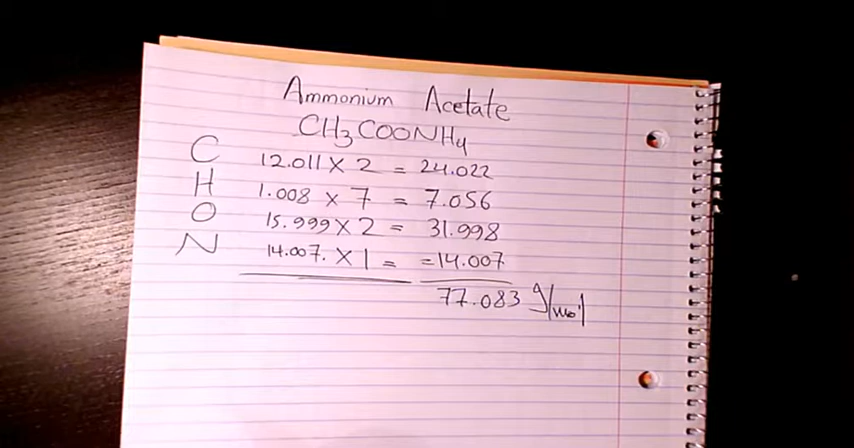 Ammonium Acetate
CH3COONH4
C 12.011 X 2 = 24.022
H 1.008 X 7 = 7.056
O 15.999 X 2 = 31.998
N 14.007. X 1 = =14.007
77.083 g/mol